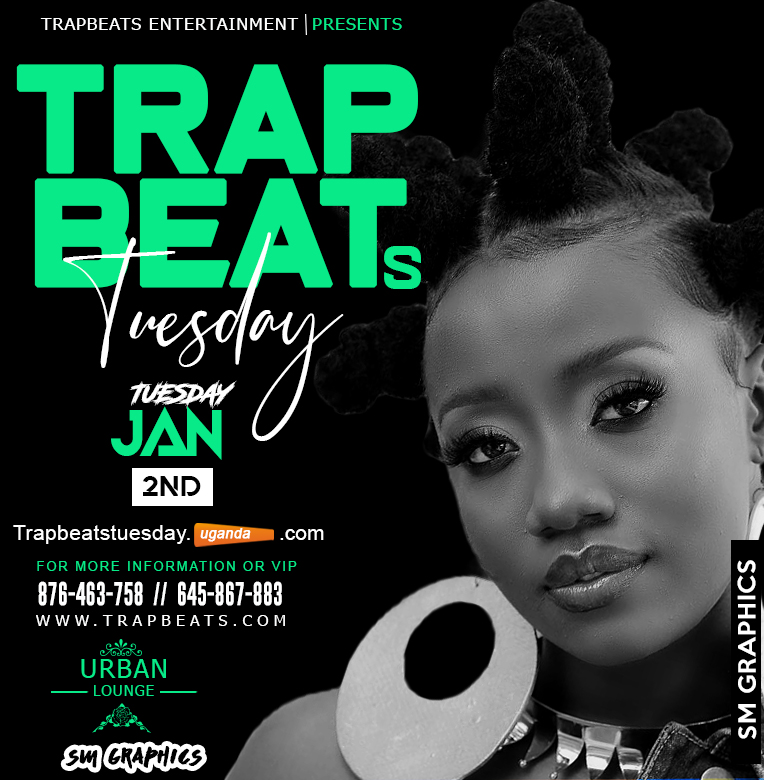 TRAPBEATS ENTERTAINMENT | PRESENTS
TRAP
BEATs
Tuesday
TUESDAY
JAN
2ND
Trapbeatstuesday. uganda .com
FOR MORE INFORMATION OR VIP
876-463-758 // 645-867-883
WWW.TRAPBEATS.COM
URBAN
LOUNGE
SM GRAPHICS
SM GRAPHICS